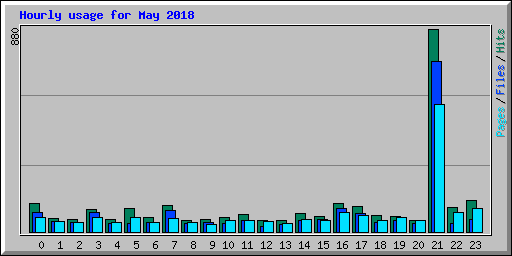 Hourly usage for May 2018
880
Pages/Files/Hits
0 1 2 3 4 5 6 7 8 9 10 11 12 13 14 15 16 17 18 19 20 21 22 23